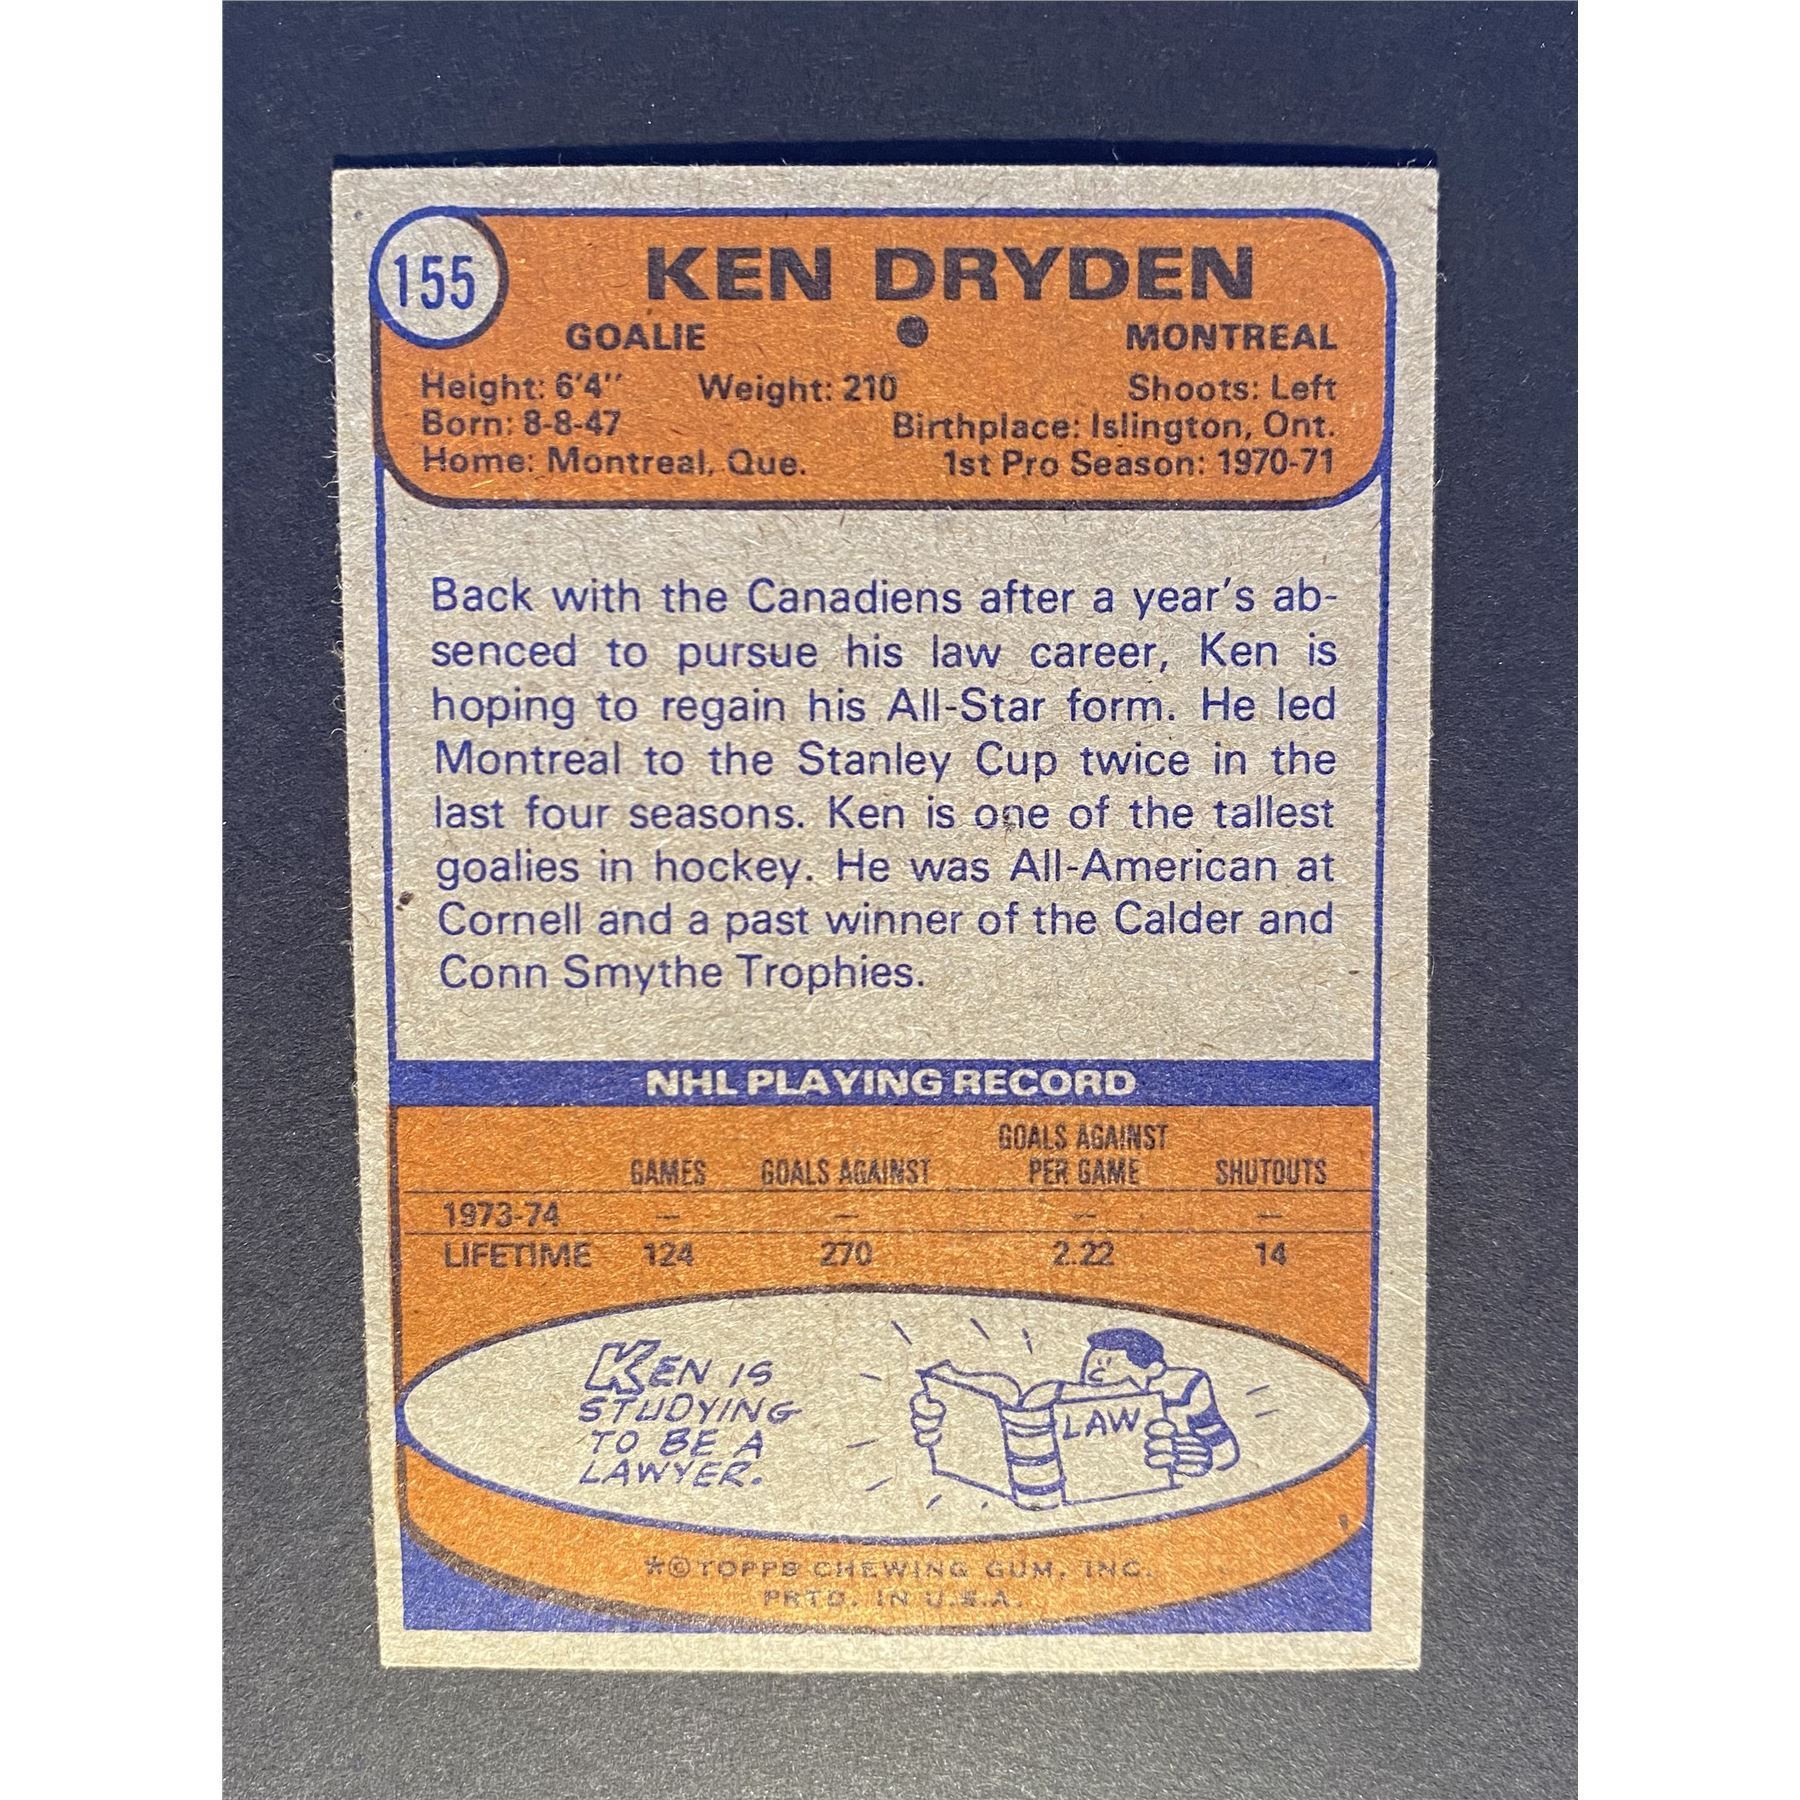 155
KEN DRYDEN
GOALIE ● MONTREAL
Height: 6'4'' Weight: 210 Shoots: Left
Born: 8-8-47 Birthplace: Islington, Ont.
Home: Montreal, Que. 1st Pro Season: 1970-71
Back with the Canadiens after a year's ab-
senced to pursue his law career, Ken is
hoping to regain his All-Star form. He led
Montreal to the Stanley Cup twice in the
last four seasons. Ken is one of the tallest
goalies in hockey. He was All-American at
Cornell and a past winner of the Calder and
Conn Smythe Trophies.
NHL PLAYING RECORD
GAMES GOALS AGAINST GOALS AGAINST PER GAME SHUTOUTS
1973-74 — — — —
LIFETIME 124 270 2.22 14
KEN IS
STUDYING
TO BE A
LAWYER.
LAW
*©TOPPS CHEWING GUM, INC.
PRTD. IN U.S.A.